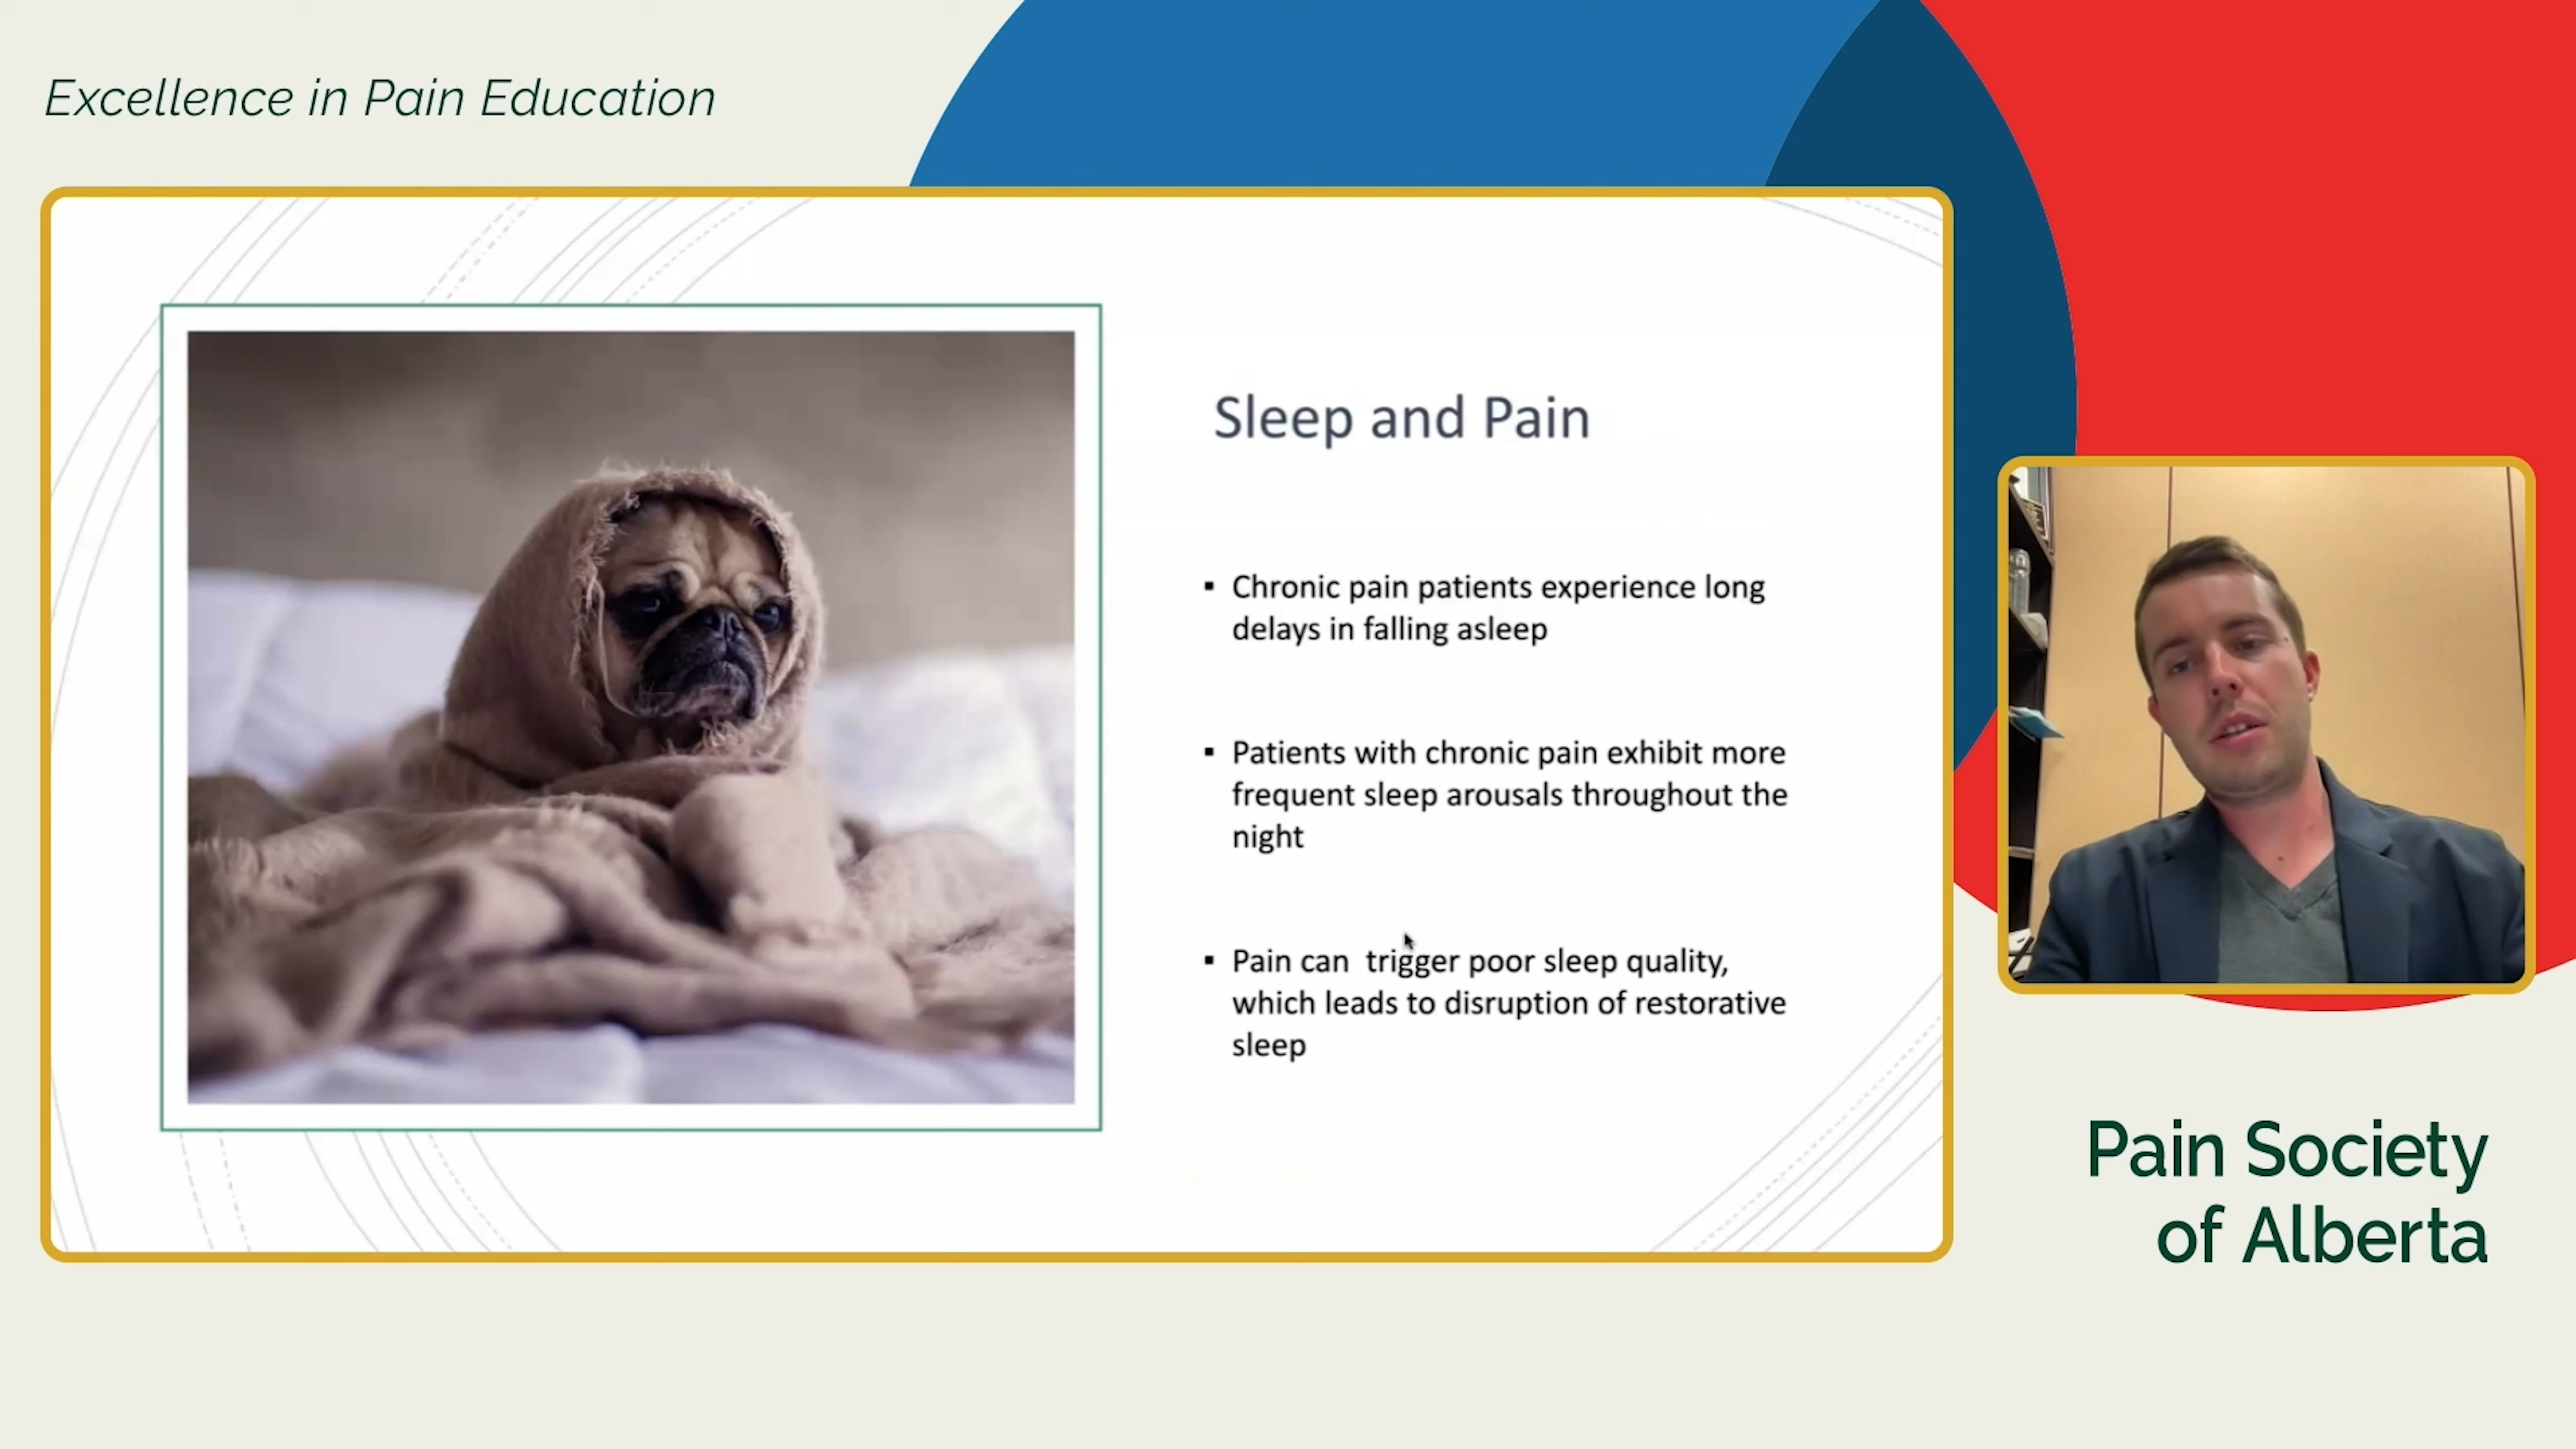 Excellence in Pain Education
Sleep and Pain
▪ Chronic pain patients experience long
delays in falling asleep
▪ Patients with chronic pain exhibit more
frequent sleep arousals throughout the
night
▪ Pain can  trigger poor sleep quality,
which leads to disruption of restorative
sleep
Pain Society
of Alberta